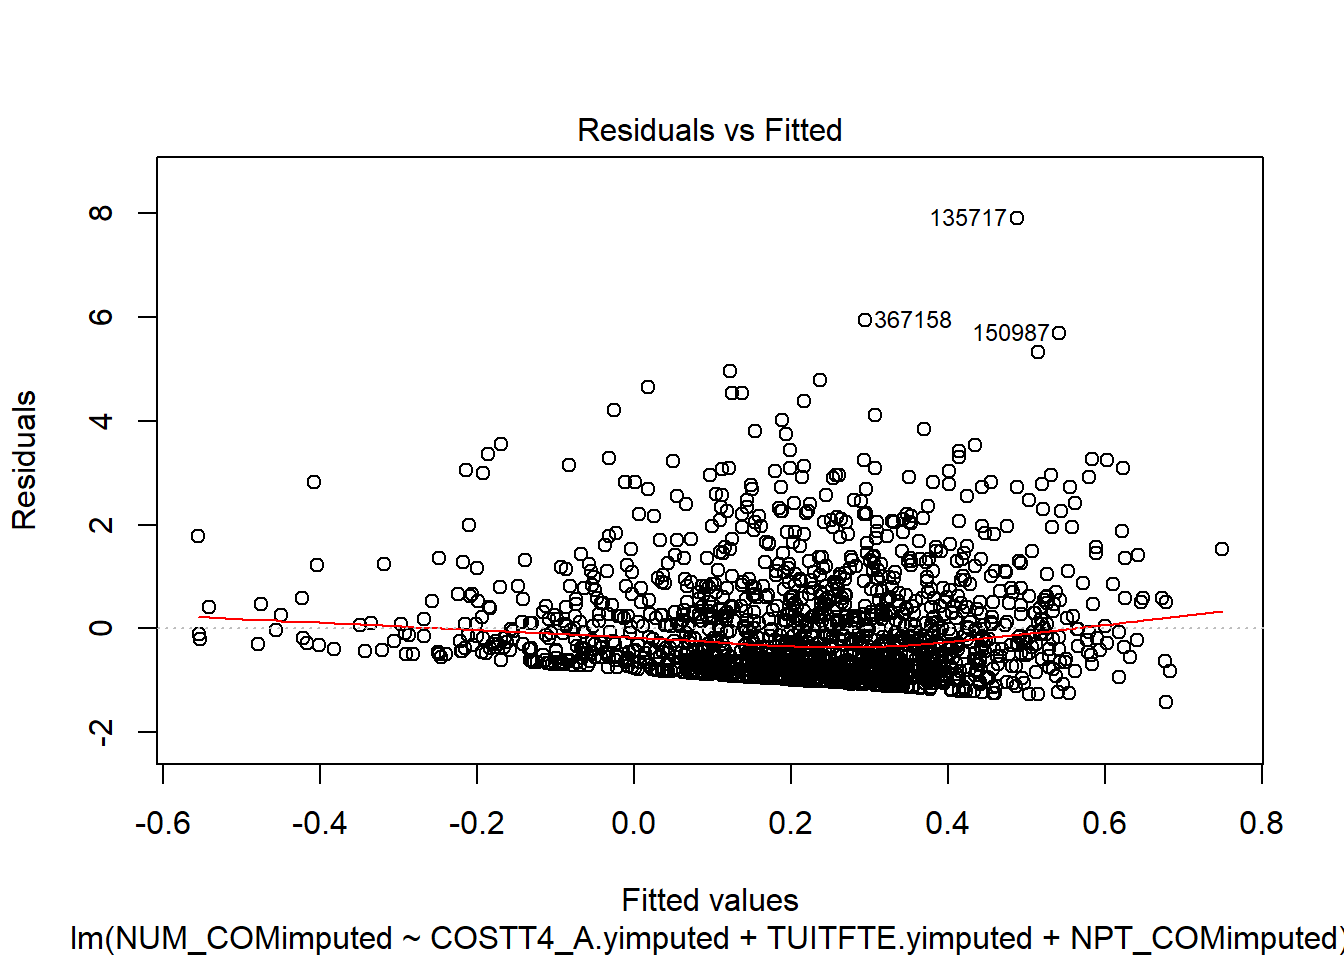 Residuals vs Fitted
Residuals
8
6
4
2
0
-2
135717
367158
150987
-0.6 -0.4 -0.2 0.0 0.2 0.4 0.6 0.8
Fitted values
lm(NUM_COMimputed ~ COSTT4_A.yimputed + TUITFTE.yimputed + NPT_COMimputed)